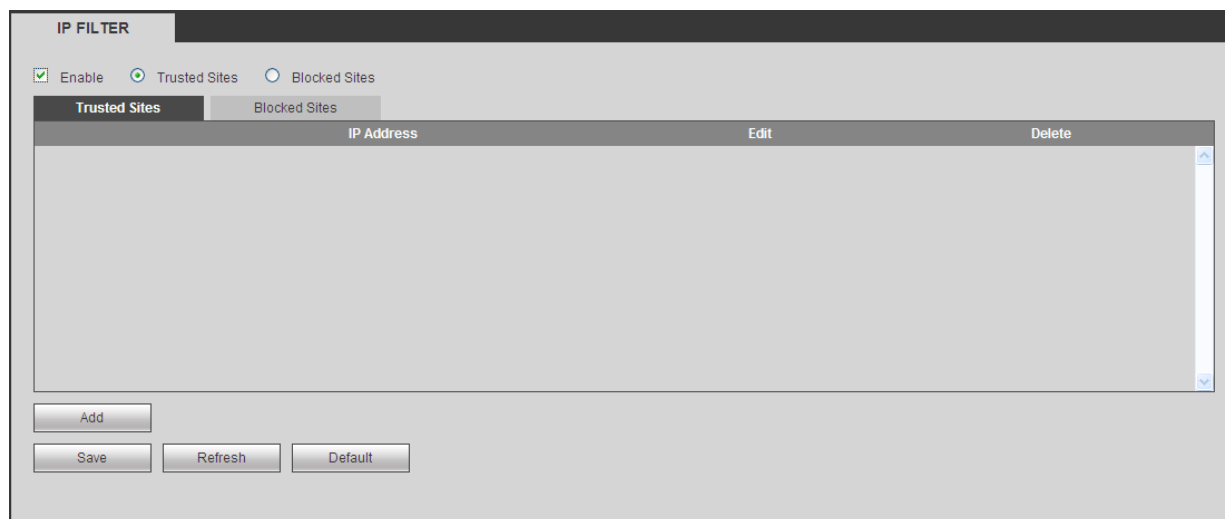 IP FILTER
Enable Trusted Sites Blocked Sites
Trusted Sites Blocked Sites
IP Address Edit Delete
Add
Save Refresh Default